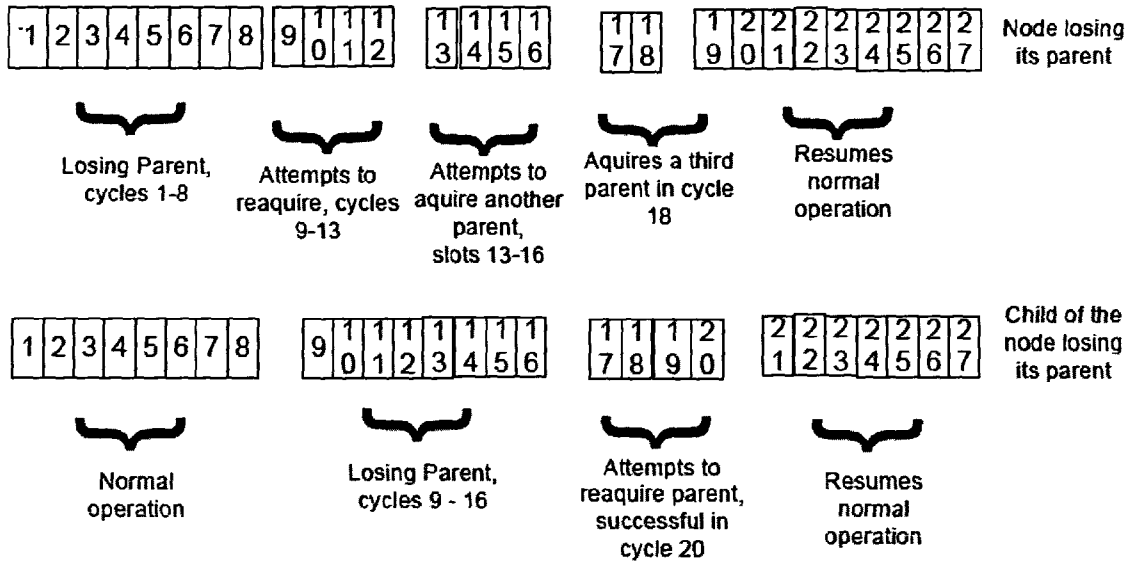 1 2 3 4 5 6 7 8 9 10 11 12 13 14 15 16 17 18 19 20 21 22 23 24 25 26 27
Node losing
its parent
Losing Parent,
cycles 1-8
Attempts to
reaquire, cycles
9-13
Attempts to
aquire another
parent,
slots 13-16
Aquires a third
parent in cycle
18
Resumes
normal
operation
1 2 3 4 5 6 7 8 9 10 11 12 13 14 15 16 17 18 19 20 21 22 23 24 25 26 27
Child of the
node losing
its parent
Normal
operation
Losing Parent,
cycles 9 - 16
Attempts to
reaquire parent,
successful in
cycle 20
Resumes
normal
operation